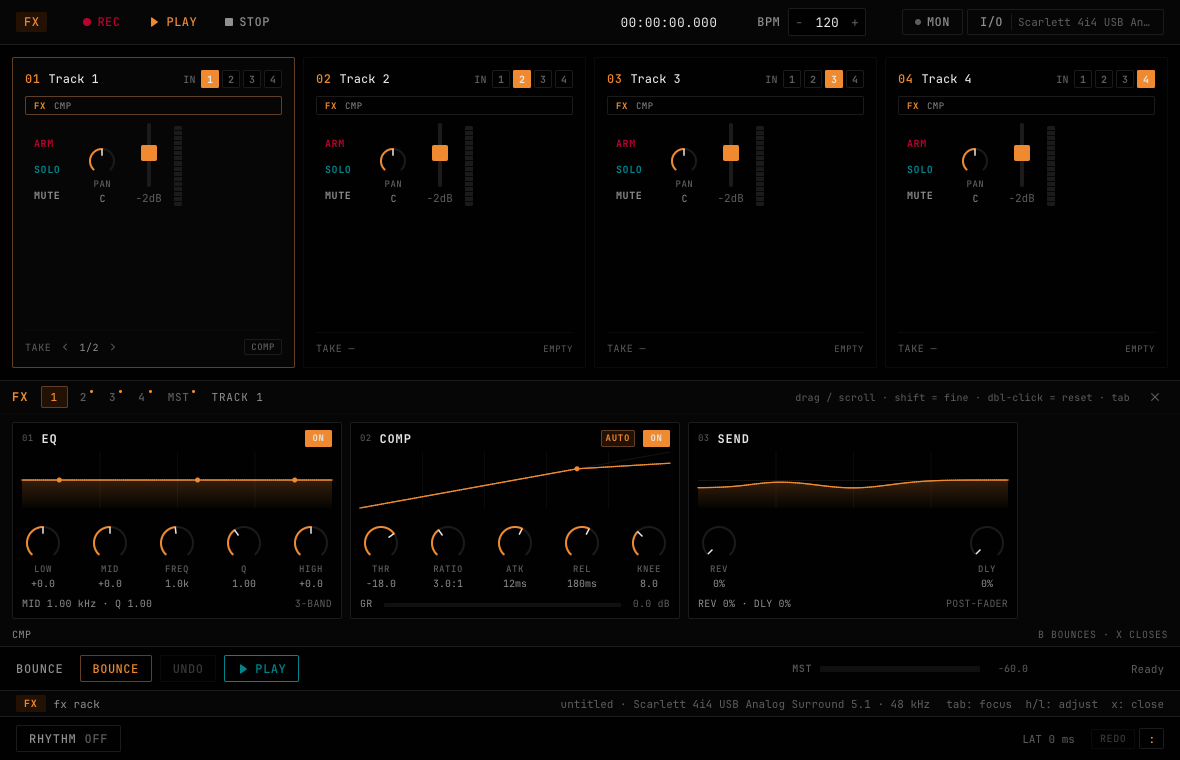 FX REC PLAY STOP 00:00:00.000 BPM - 120 + MON I/O Scarlett 4i4 USB An…
01 Track 1 IN 1 2 3 4
FX CMP
ARM
SOLO
MUTE
PAN
C
-2dB
TAKE < 1/2 > COMP
02 Track 2 IN 1 2 3 4
FX CMP
ARM
SOLO
MUTE
PAN
C
-2dB
TAKE — EMPTY
03 Track 3 IN 1 2 3 4
FX CMP
ARM
SOLO
MUTE
PAN
C
-2dB
TAKE — EMPTY
04 Track 4 IN 1 2 3 4
FX CMP
ARM
SOLO
MUTE
PAN
C
-2dB
TAKE — EMPTY
FX 1 2 3 4 MST TRACK 1 drag / scroll · shift = fine · dbl-click = reset · tab ×
01 EQ ON
LOW MID FREQ Q HIGH
+0.0 +0.0 1.0k 1.00 +0.0
MID 1.00 kHz · Q 1.00 3-BAND
02 COMP AUTO ON
THR RATIO ATK REL KNEE
-18.0 3.0:1 12ms 180ms 8.0
GR 0.0 dB
03 SEND
REV DLY
0% 0%
REV 0% · DLY 0% POST-FADER
CMP B BOUNCES · X CLOSES
BOUNCE BOUNCE UNDO PLAY MST -60.0 Ready
FX fx rack untitled · Scarlett 4i4 USB Analog Surround 5.1 · 48 kHz tab: focus h/l: adjust x: close
RHYTHM OFF LAT 0 ms REDO :